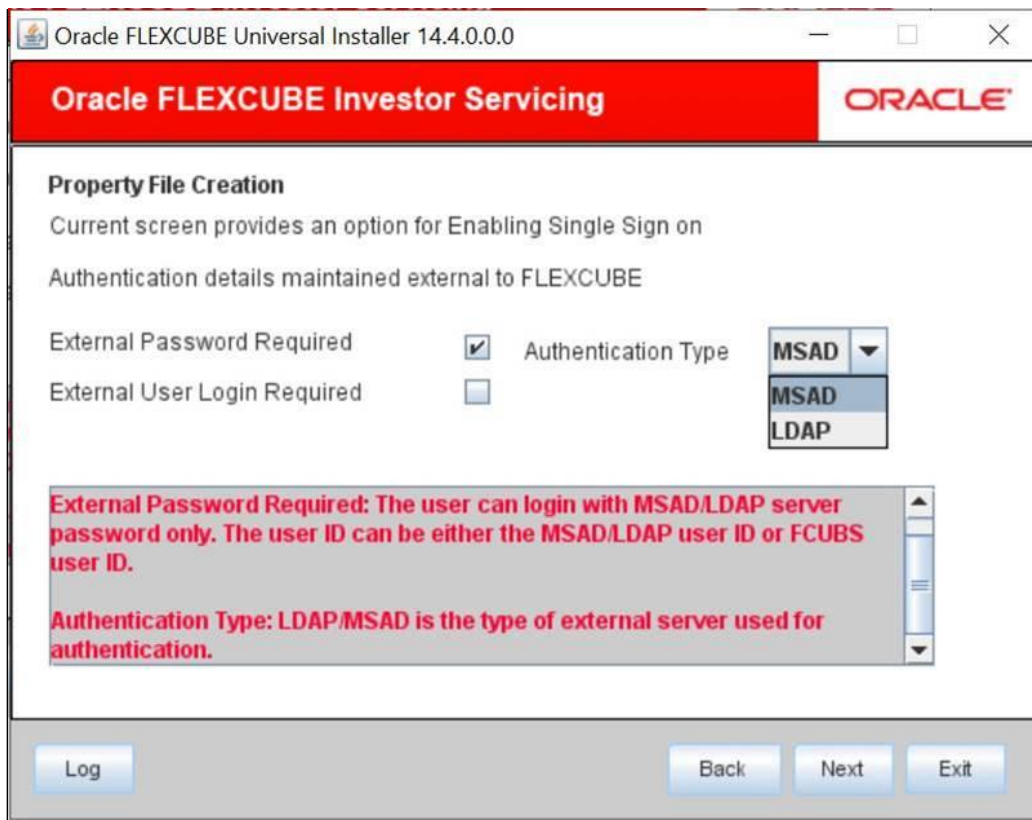 Oracle FLEXCUBE Universal Installer 14.4.0.0.0
Oracle FLEXCUBE Investor Servicing
ORACLE
Property File Creation
Current screen provides an option for Enabling Single Sign on
Authentication details maintained external to FLEXCUBE
External Password Required
Authentication Type
MSAD
External User Login Required
MSAD
LDAP
External Password Required: The user can login with MSAD/LDAP server
password only. The user ID can be either the MSAD/LDAP user ID or FCUBS
user ID.
Authentication Type: LDAP/MSAD is the type of external server used for
authentication.
Log
Back
Next
Exit